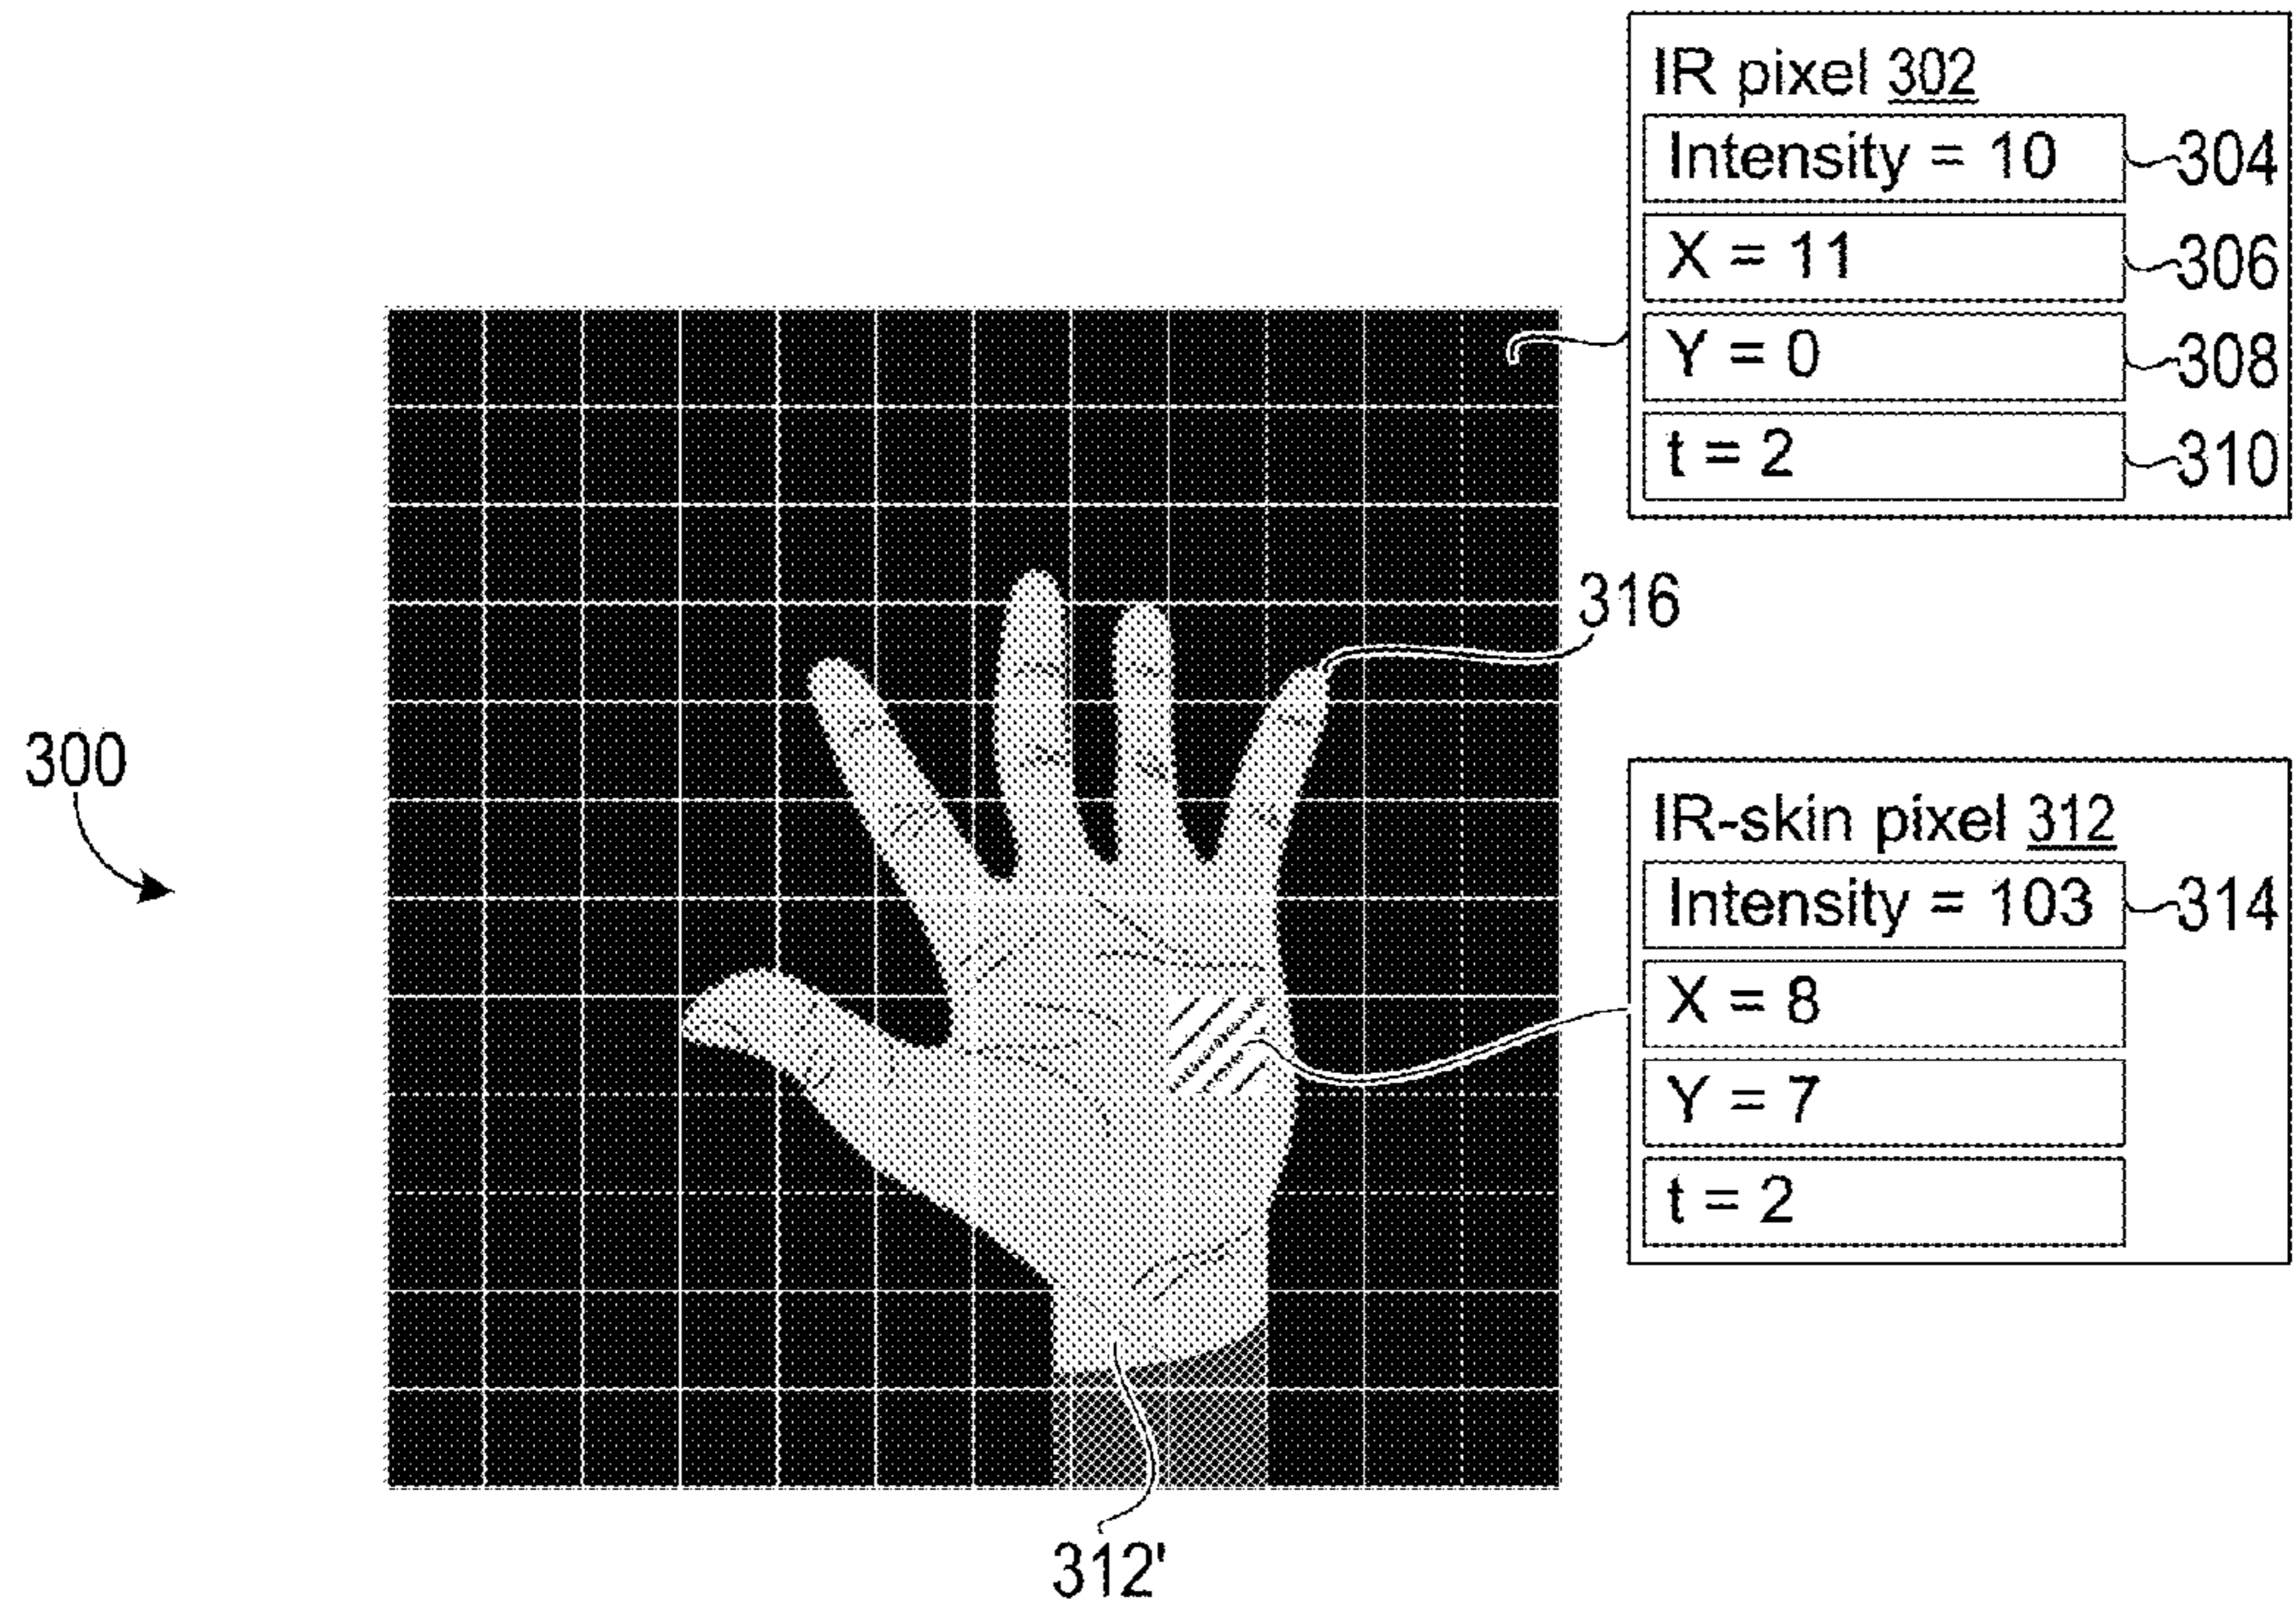 IR pixel 302
Intensity = 10
304
X = 11
306
Y = 0
308
t = 2
310
316
300
IR-skin pixel 312
Intensity = 103
314
X = 8
Y = 7
t = 2
312'